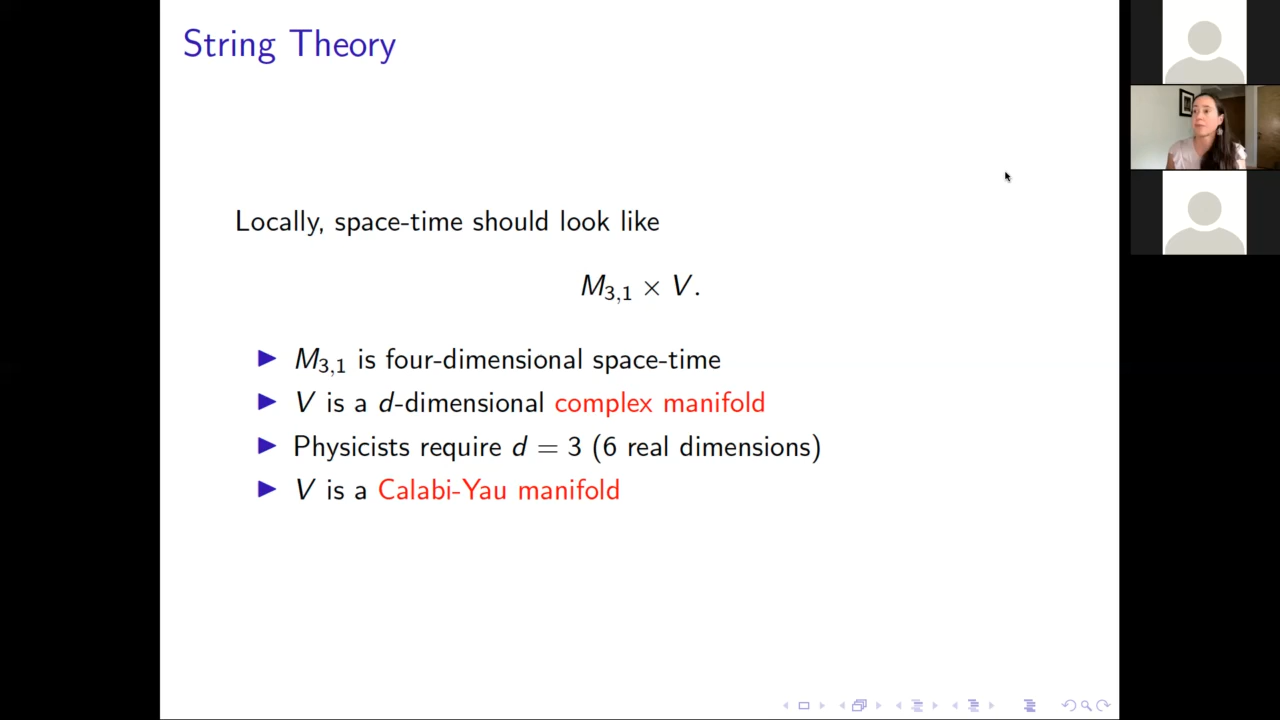 String Theory
Locally, space-time should look like
M₃,₁ × V.
▶ M₃,₁ is four-dimensional space-time
▶ V is a d-dimensional complex manifold
▶ Physicists require d = 3 (6 real dimensions)
▶ V is a Calabi-Yau manifold